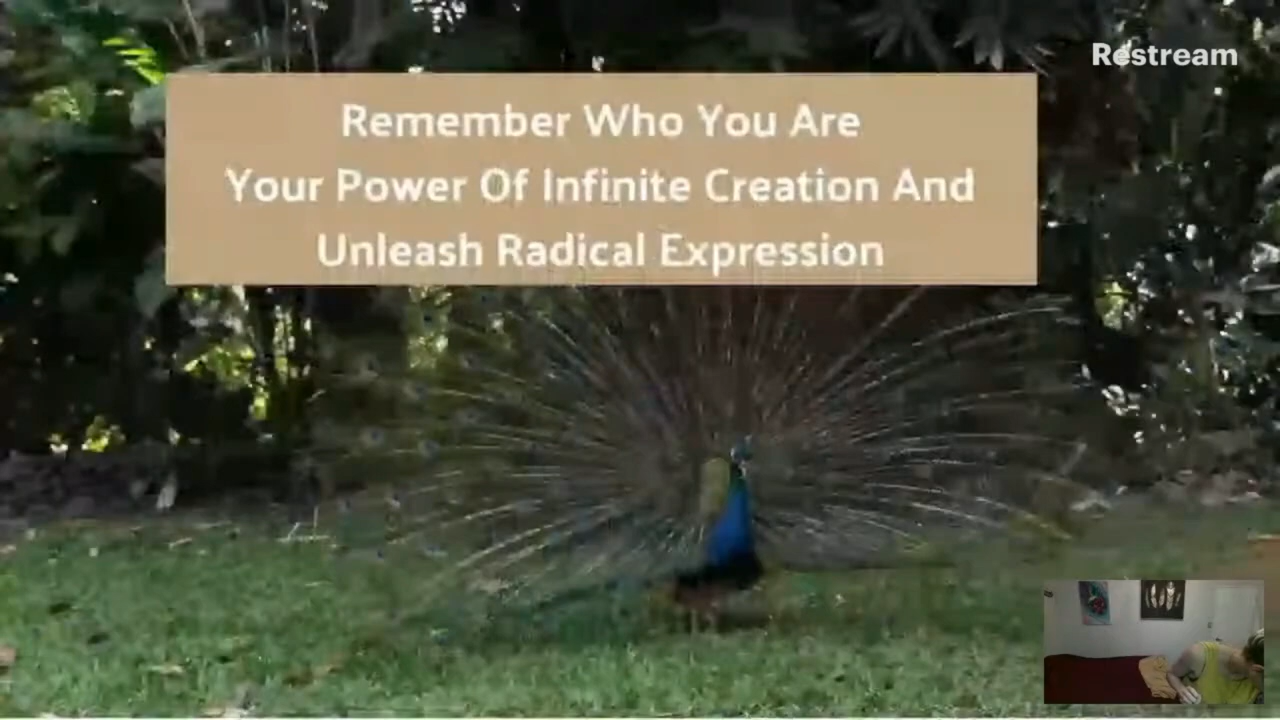 Restream
Remember Who You Are
Your Power Of Infinite Creation And
Unleash Radical Expression